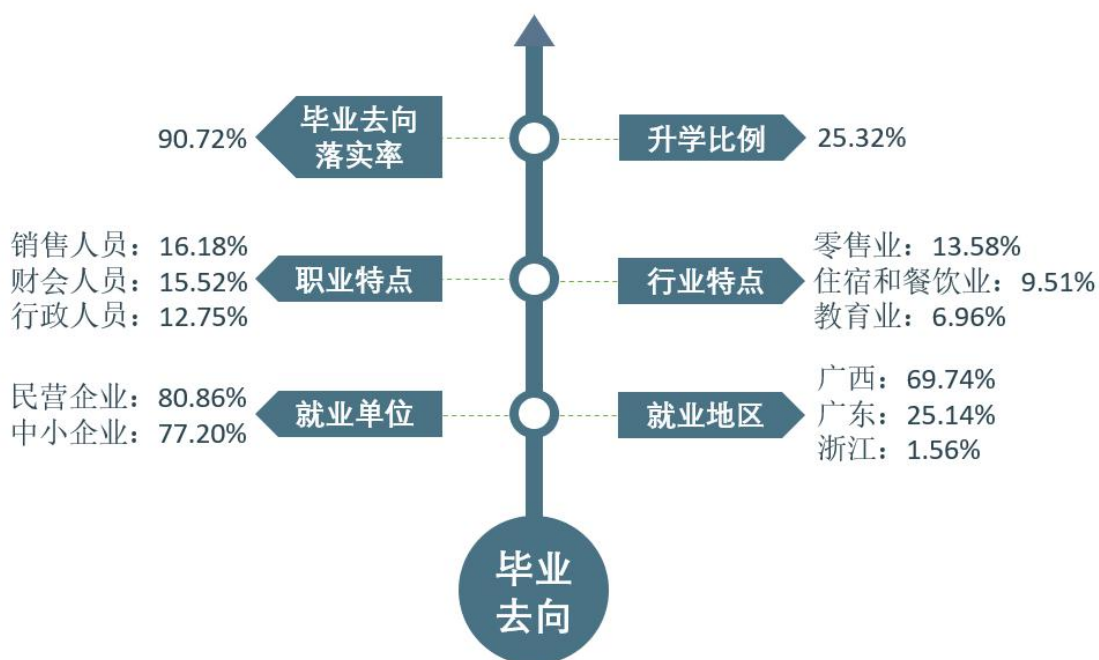 90.72%
毕业去向
落实率
升学比例
25.32%
销售人员：16.18%
财会人员：15.52%
行政人员：12.75%
职业特点
行业特点
零售业：13.58%
住宿和餐饮业：9.51%
教育业：6.96%
民营企业：80.86%
中小企业：77.20%
就业单位
就业地区
广西：69.74%
广东：25.14%
浙江：1.56%
毕业
去向